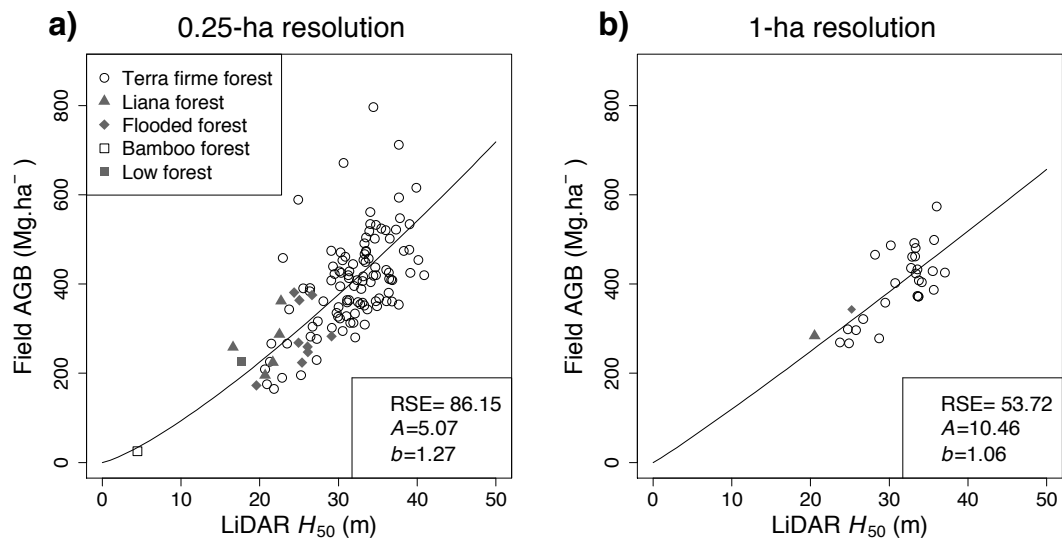 a) 0.25-ha resolution
Terra firme forest
Liana forest
Flooded forest
Bamboo forest
Low forest
Field AGB (Mg.ha⁻)
800
600
400
200
0
RSE= 86.15
A=5.07
b=1.27
0 10 20 30 40 50
LiDAR H₅₀ (m)
b) 1-ha resolution
Field AGB (Mg.ha⁻)
800
600
400
200
0
RSE= 53.72
A=10.46
b=1.06
0 10 20 30 40 50
LiDAR H₅₀ (m)